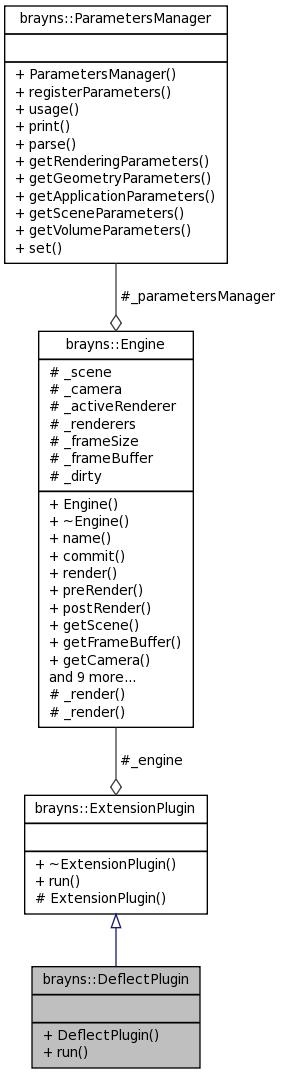 brayns::ParametersManager
+ ParametersManager()
+ registerParameters()
+ usage()
+ print()
+ parse()
+ getRenderingParameters()
+ getGeometryParameters()
+ getApplicationParameters()
+ getSceneParameters()
+ getVolumeParameters()
+ set()
#_parametersManager
brayns::Engine
# _scene
# _camera
# _activeRenderer
# _renderers
# _frameSize
# _frameBuffer
# _dirty
+ Engine()
+ ~Engine()
+ name()
+ commit()
+ render()
+ preRender()
+ postRender()
+ getScene()
+ getFrameBuffer()
+ getCamera()
and 9 more...
# _render()
# _render()
#_engine
brayns::ExtensionPlugin
+ ~ExtensionPlugin()
+ run()
# ExtensionPlugin()
brayns::DeflectPlugin
+ DeflectPlugin()
+ run()